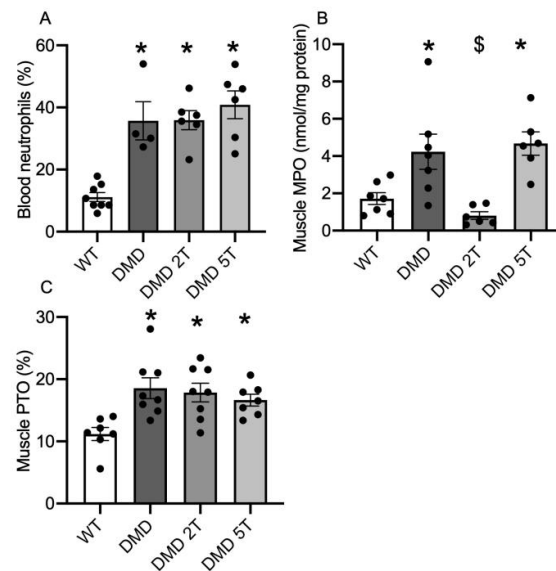 A
Blood neutrophils (%)
60
40
20
0
* * *
WT
DMD
DMD 2T
DMD 5T
B
Muscle MPO (nmol/mg protein)
10
8
6
4
2
0
* $ *
WT
DMD
DMD 2T
DMD 5T
C
Muscle PTO (%)
30
20
10
0
* * *
WT
DMD
DMD 2T
DMD 5T